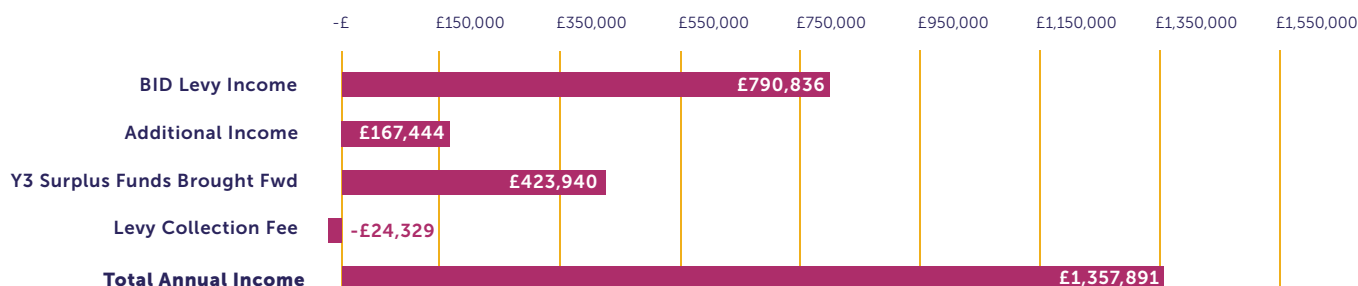 -£ £150,000 £350,000 £550,000 £750,000 £950,000 £1,150,000 £1,350,000 £1,550,000
BID Levy Income £790,836
Additional Income £167,444
Y3 Surplus Funds Brought Fwd £423,940
Levy Collection Fee -£24,329
Total Annual Income £1,357,891